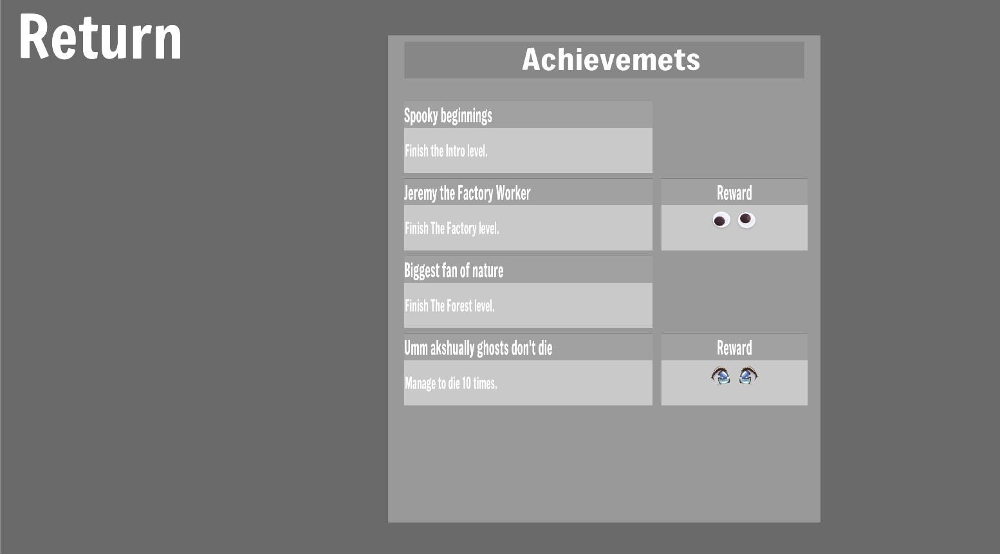 Return
Achievemets
Spooky beginnings
Finish the Intro level.
Jeremy the Factory Worker
Reward
Finish The Factory level.
Biggest fan of nature
Finish The Forest level.
Umm akshually ghosts don't die
Reward
Manage to die 10 times.